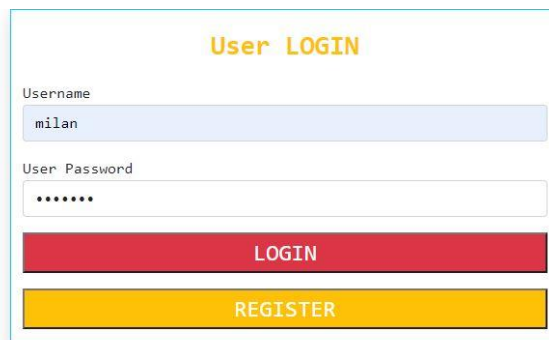 User LOGIN
Username
milan
User Password
•••••••
LOGIN
REGISTER